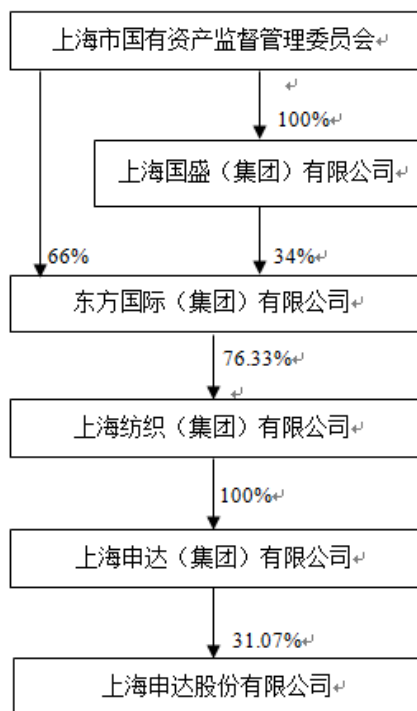 上海市国有资产监督管理委员会
100%
上海国盛（集团）有限公司
66%
34%
东方国际（集团）有限公司
76.33%
上海纺织（集团）有限公司
100%
上海申达（集团）有限公司
31.07%
上海申达股份有限公司